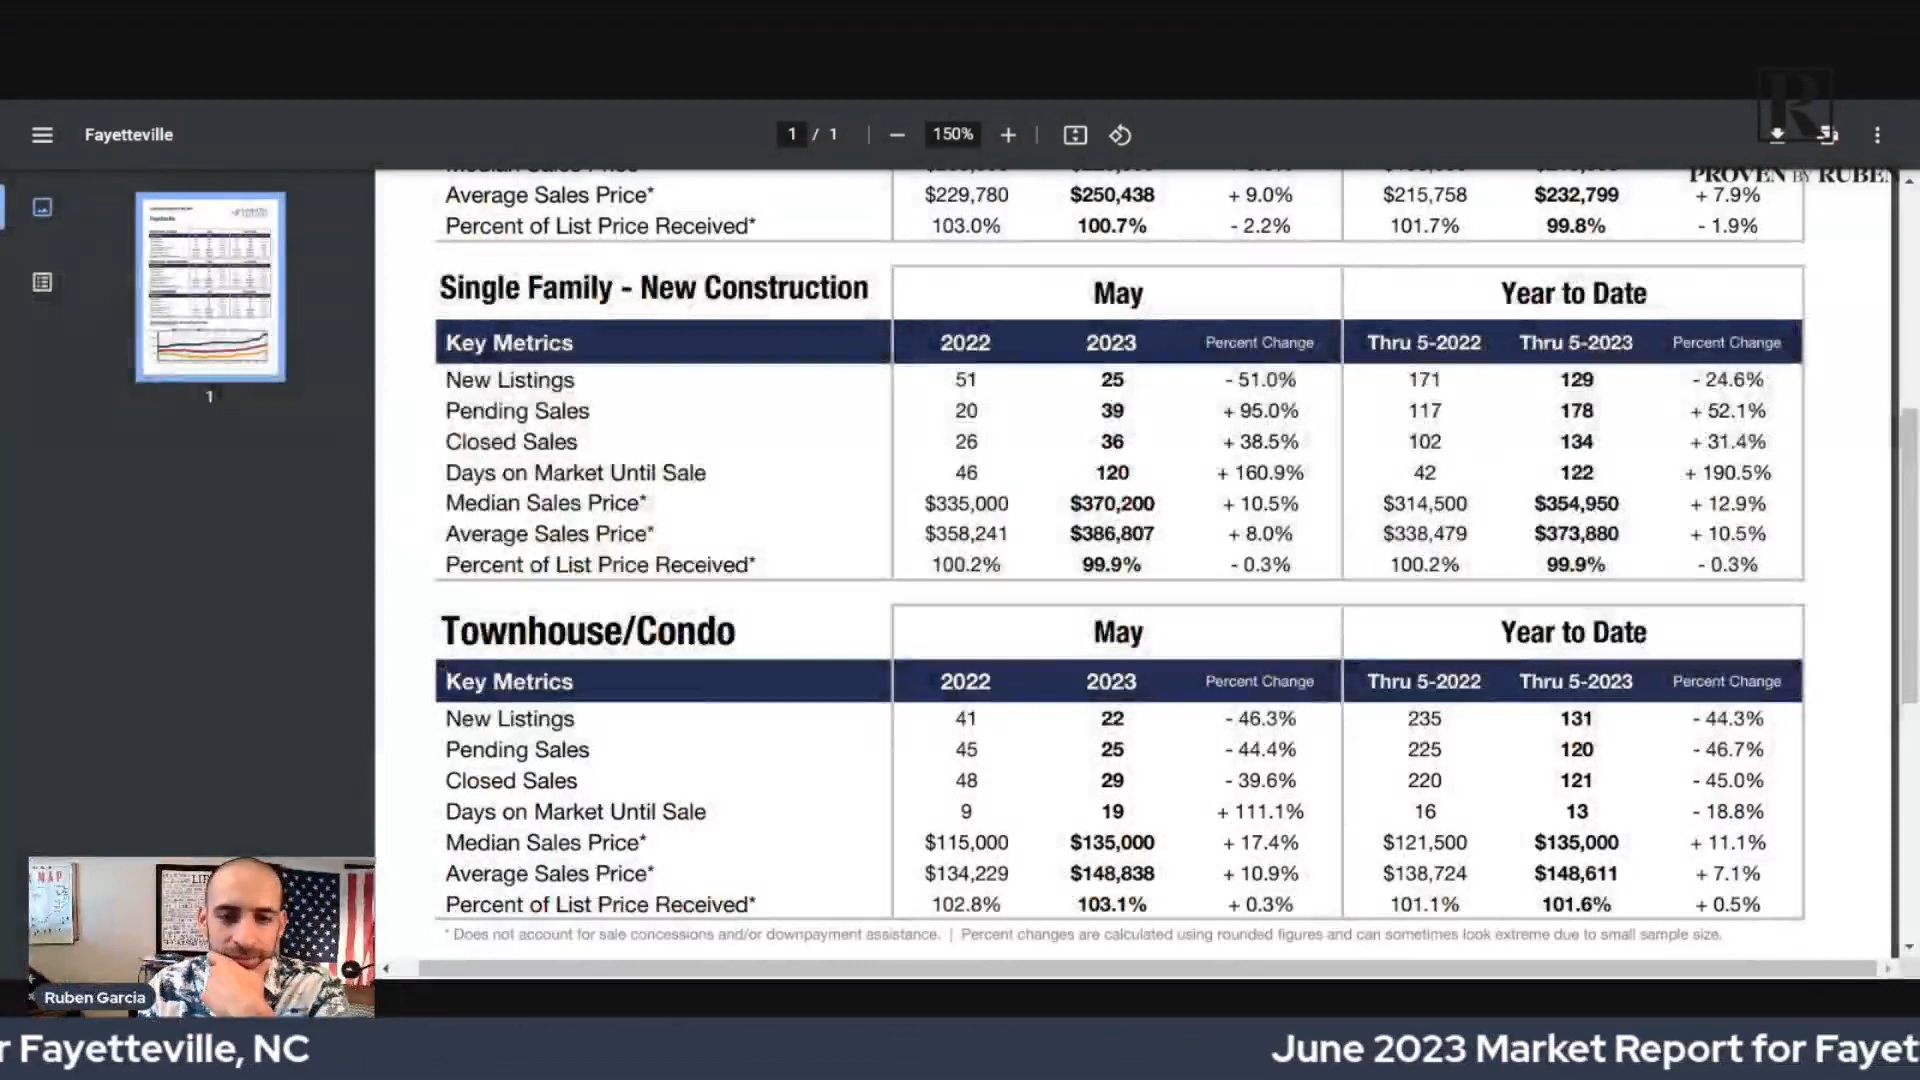 Fayetteville
1 / 1
150%
PROVEN BY RUBEN
1
Average Sales Price* $229,780 $250,438 + 9.0% $215,758 $232,799 + 7.9%
Percent of List Price Received* 103.0% 100.7% - 2.2% 101.7% 99.8% - 1.9%
Single Family - New Construction May Year to Date
Key Metrics 2022 2023 Percent Change Thru 5-2022 Thru 5-2023 Percent Change
New Listings 51 25 - 51.0% 171 129 - 24.6%
Pending Sales 20 39 + 95.0% 117 178 + 52.1%
Closed Sales 26 36 + 38.5% 102 134 + 31.4%
Days on Market Until Sale 46 120 + 160.9% 42 122 + 190.5%
Median Sales Price* $335,000 $370,200 + 10.5% $314,500 $354,950 + 12.9%
Average Sales Price* $358,241 $386,807 + 8.0% $338,479 $373,880 + 10.5%
Percent of List Price Received* 100.2% 99.9% - 0.3% 100.2% 99.9% - 0.3%
Townhouse/Condo May Year to Date
Key Metrics 2022 2023 Percent Change Thru 5-2022 Thru 5-2023 Percent Change
New Listings 41 22 - 46.3% 235 131 - 44.3%
Pending Sales 45 25 - 44.4% 225 120 - 46.7%
Closed Sales 48 29 - 39.6% 220 121 - 45.0%
Days on Market Until Sale 9 19 + 111.1% 16 13 - 18.8%
Median Sales Price* $115,000 $135,000 + 17.4% $121,500 $135,000 + 11.1%
Average Sales Price* $134,229 $148,838 + 10.9% $138,724 $148,611 + 7.1%
Percent of List Price Received* 102.8% 103.1% + 0.3% 101.1% 101.6% + 0.5%
* Does not account for sale concessions and/or downpayment assistance. | Percent changes are calculated using rounded figures and can sometimes look extreme due to small sample size.
MAP
LIF
Ruben Garcia
r Fayetteville, NC
June 2023 Market Report for Fayet